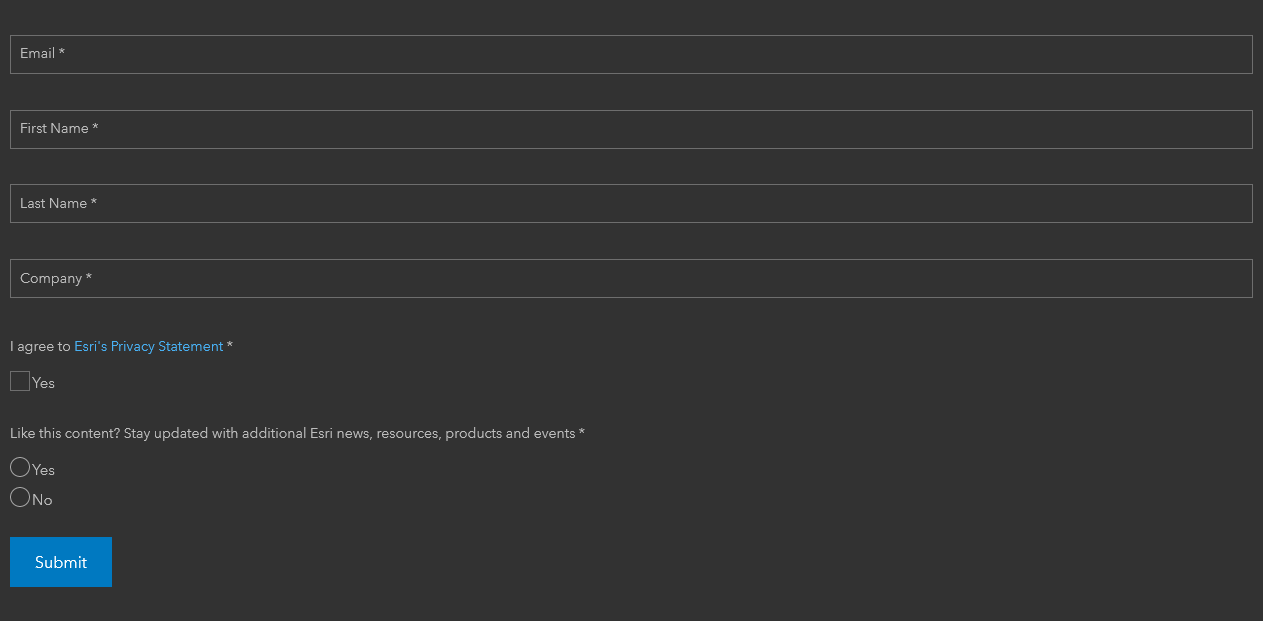 Email *
First Name *
Last Name *
Company *
I agree to Esri's Privacy Statement *
Yes
Like this content? Stay updated with additional Esri news, resources, products and events *
Yes
No
Submit